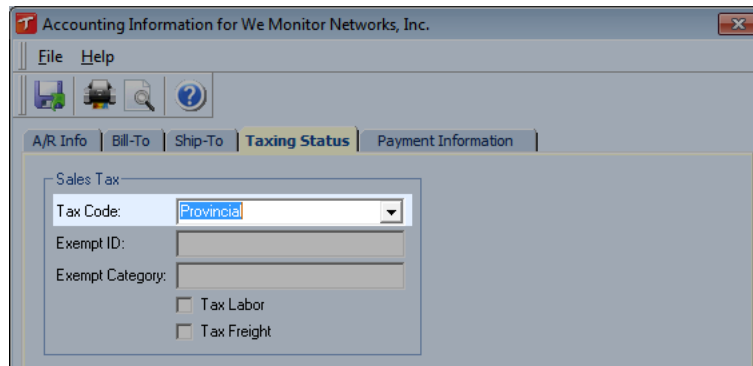 Accounting Information for We Monitor Networks, Inc.
File Help
A/R Info Bill-To Ship-To Taxing Status Payment Information
Sales Tax
Tax Code: Provincial
Exempt ID:
Exempt Category:
Tax Labor
Tax Freight